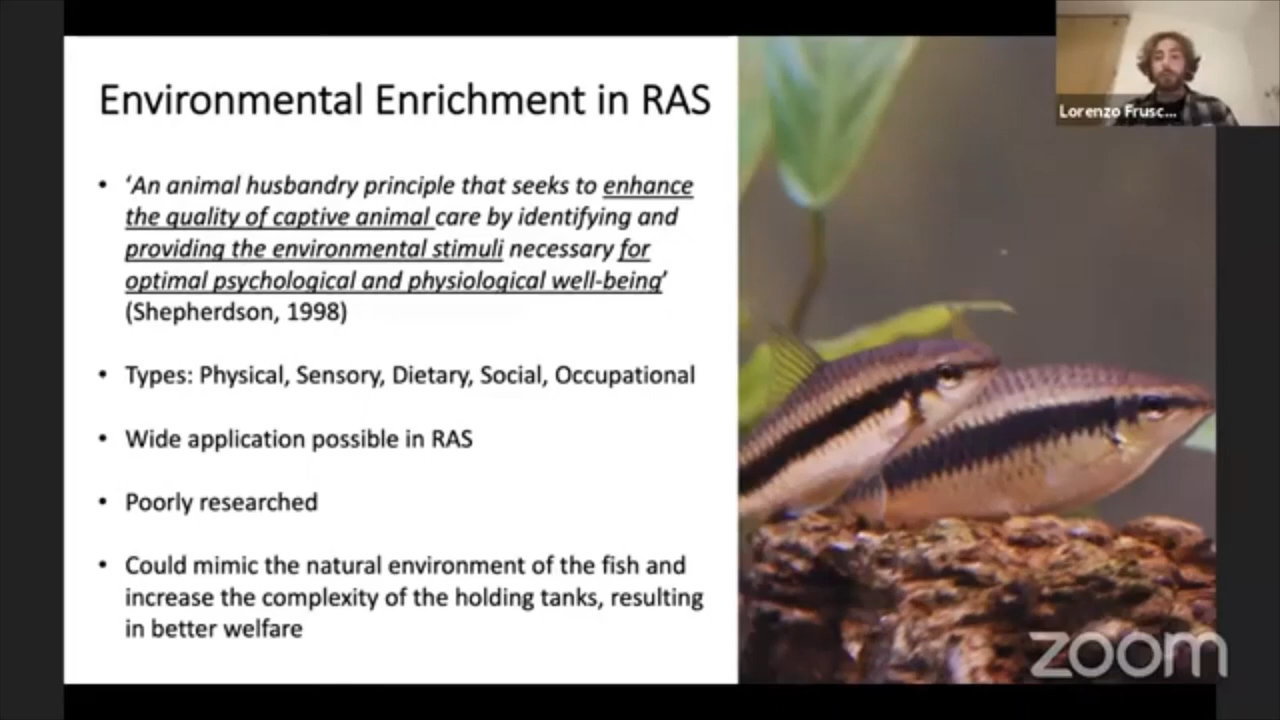 Environmental Enrichment in RAS
Lorenzo Frusc...
• ‘An animal husbandry principle that seeks to enhance
the quality of captive animal care by identifying and
providing the environmental stimuli necessary for
optimal psychological and physiological well-being’
(Shepherdson, 1998)
• Types: Physical, Sensory, Dietary, Social, Occupational
• Wide application possible in RAS
• Poorly researched
• Could mimic the natural environment of the fish and
increase the complexity of the holding tanks, resulting
in better welfare
zoom